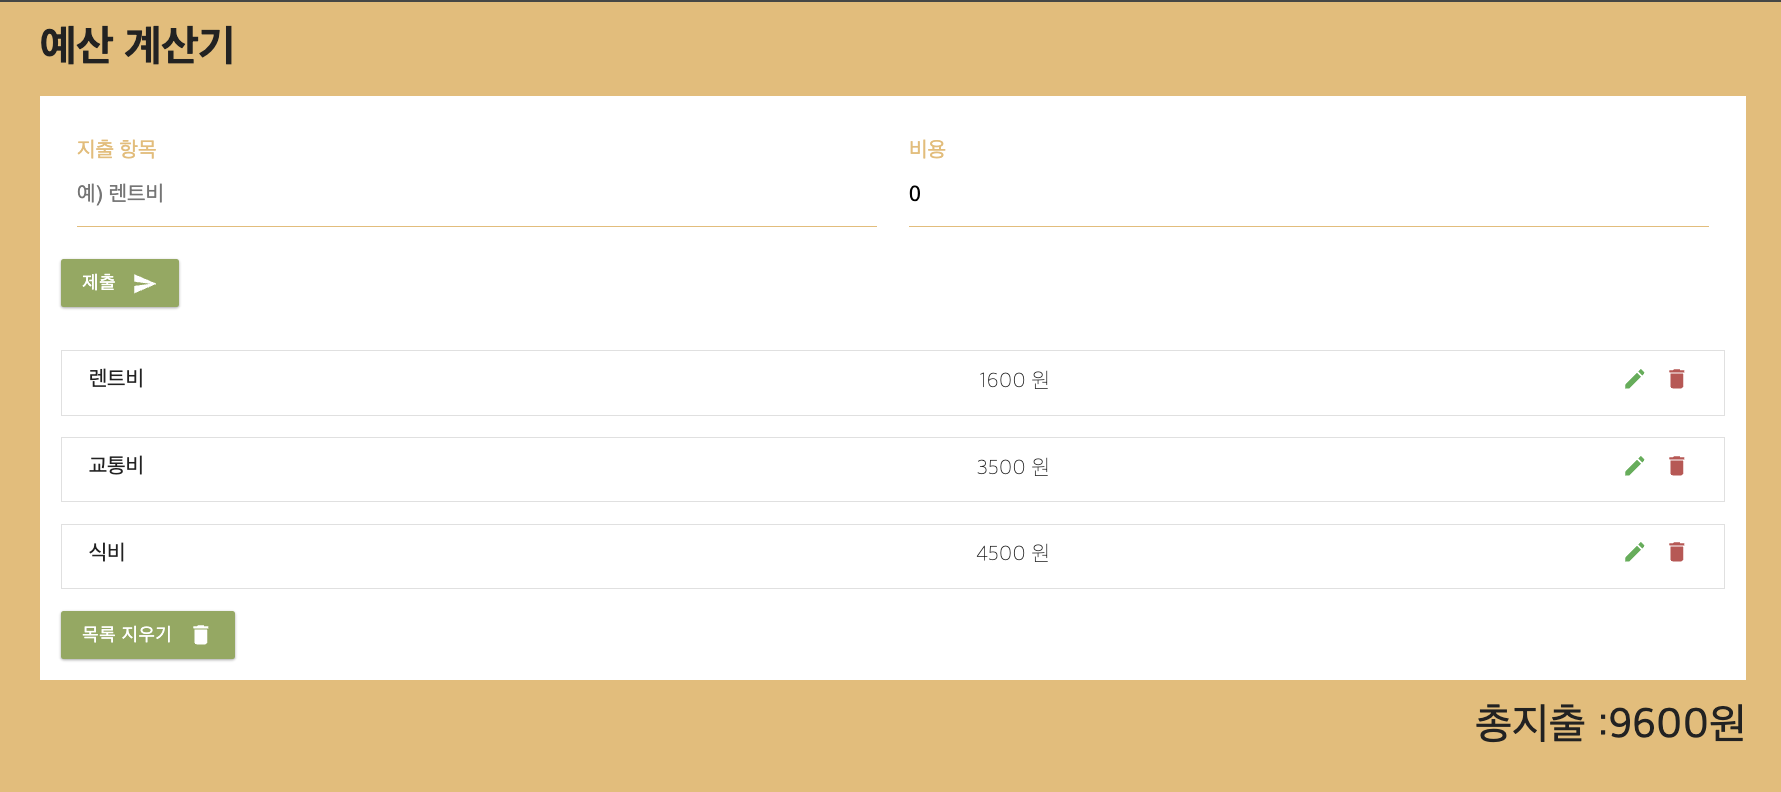 예산 계산기
지출 항목
비용
예) 렌트비
0
제출
렌트비 1600 원
교통비 3500 원
식비 4500 원
목록 지우기
총지출 :9600원